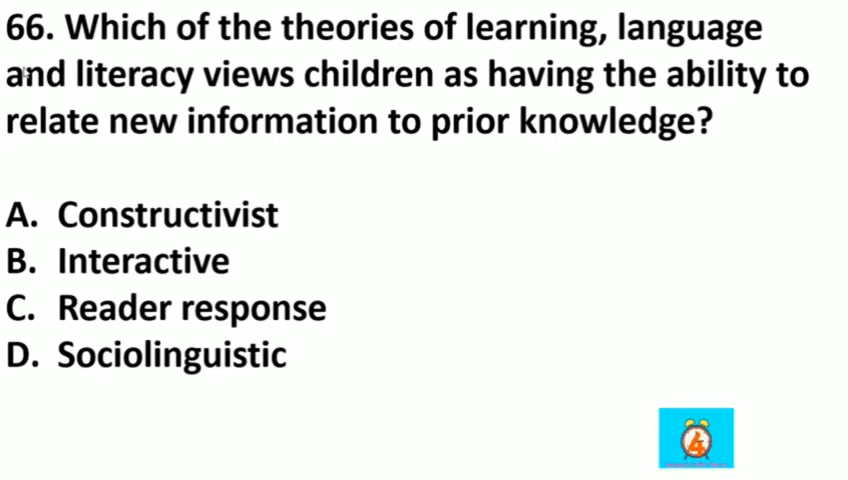 66. Which of the theories of learning, language
and literacy views children as having the ability to
relate new information to prior knowledge?
A. Constructivist
B. Interactive
C. Reader response
D. Sociolinguistic
4